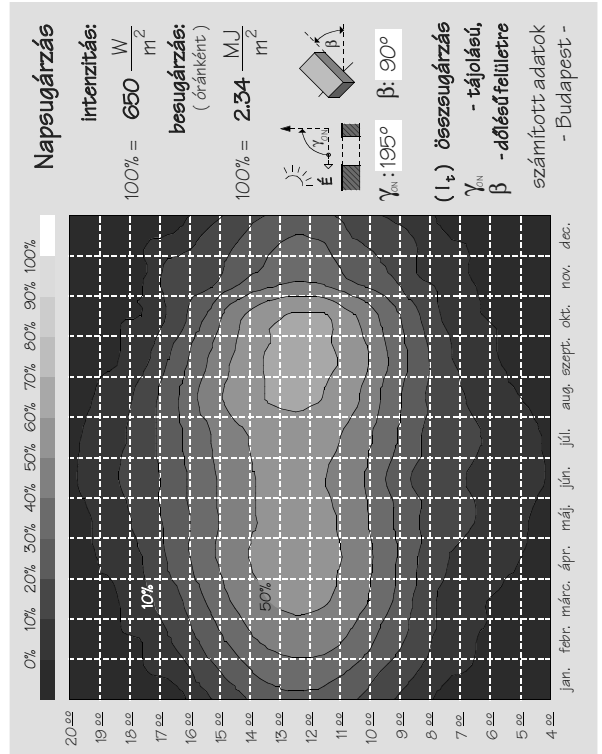 Napsugárzás
intenzitás:
100% = 650 W/m²
besugárzás:
( óránként )
100% = 2.34 MJ/m²
β
γÖN
É
γÖN : 195° β: 90°
( I t ) összsugárzás
γÖN - tájolású,
β - dőlésű felületre
számított adatok
- Budapest -
0% 10% 20% 30% 40% 50% 60% 70% 80% 90% 100%
10%
50%
20 00
19 00
18 00
17 00
16 00
15 00
14 00
13 00
12 00
11 00
10 00
9 00
8 00
7 00
6 00
5 00
4 00
jan. febr. márc. ápr. máj. jún. júl. aug. szept. okt. nov. dec.